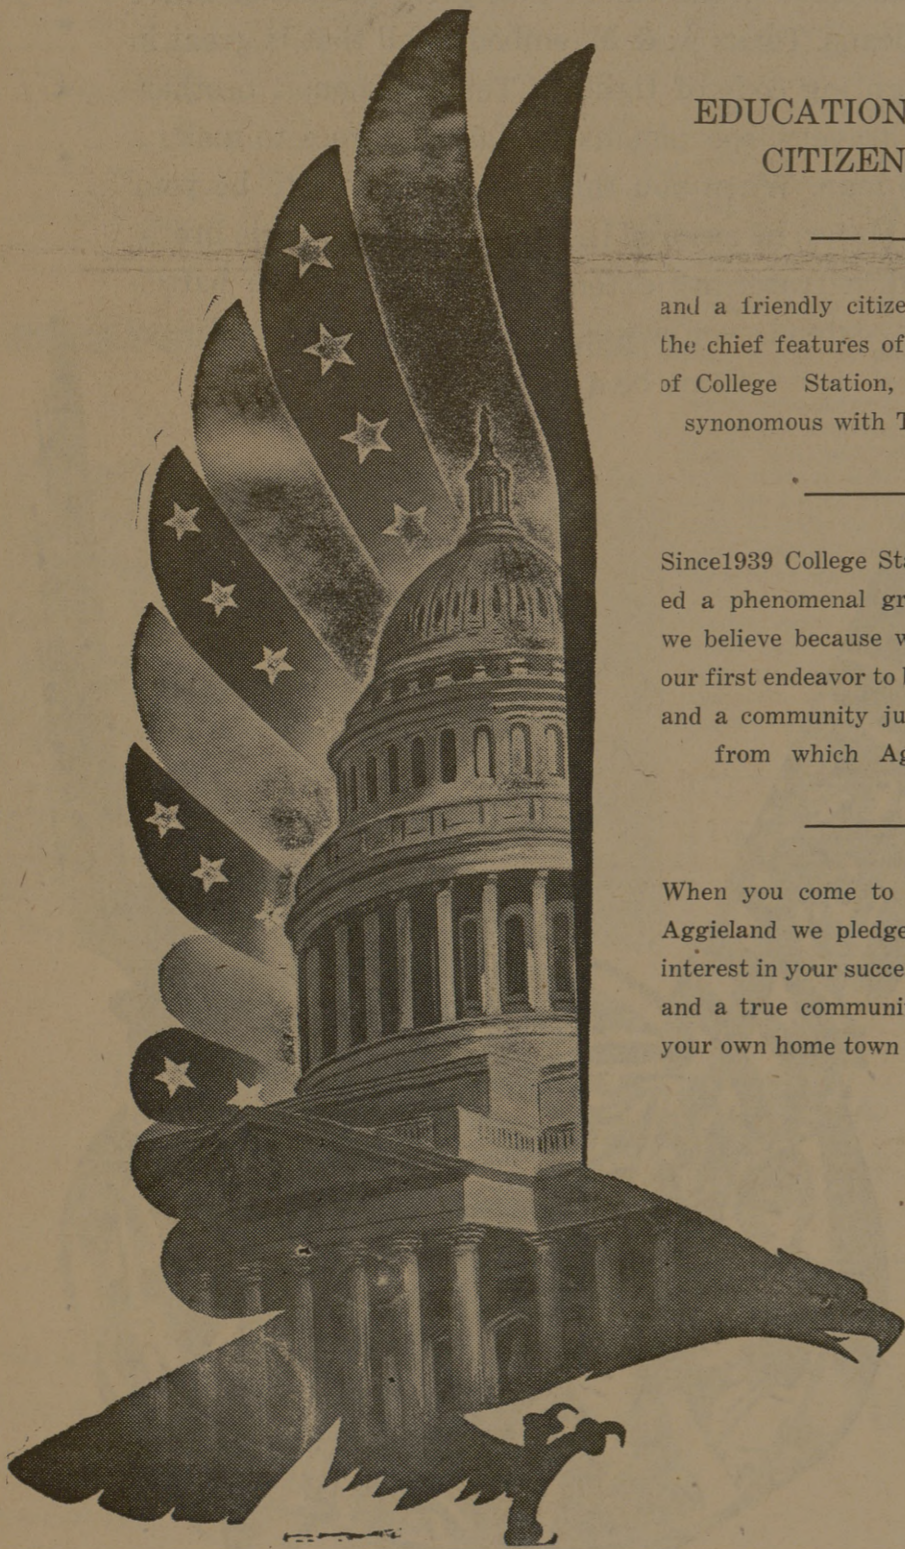 EDUCATION
CITIZEN
and a friendly citize
the chief features of
of College Station,
synonomous with T
Since1939 College Sta
ed a phenomenal gr
we believe because w
our first endeavor to
and a community ju
from which Ag
When you come to
Aggieland we pledge
interest in your succe
and a true communi
your own home town